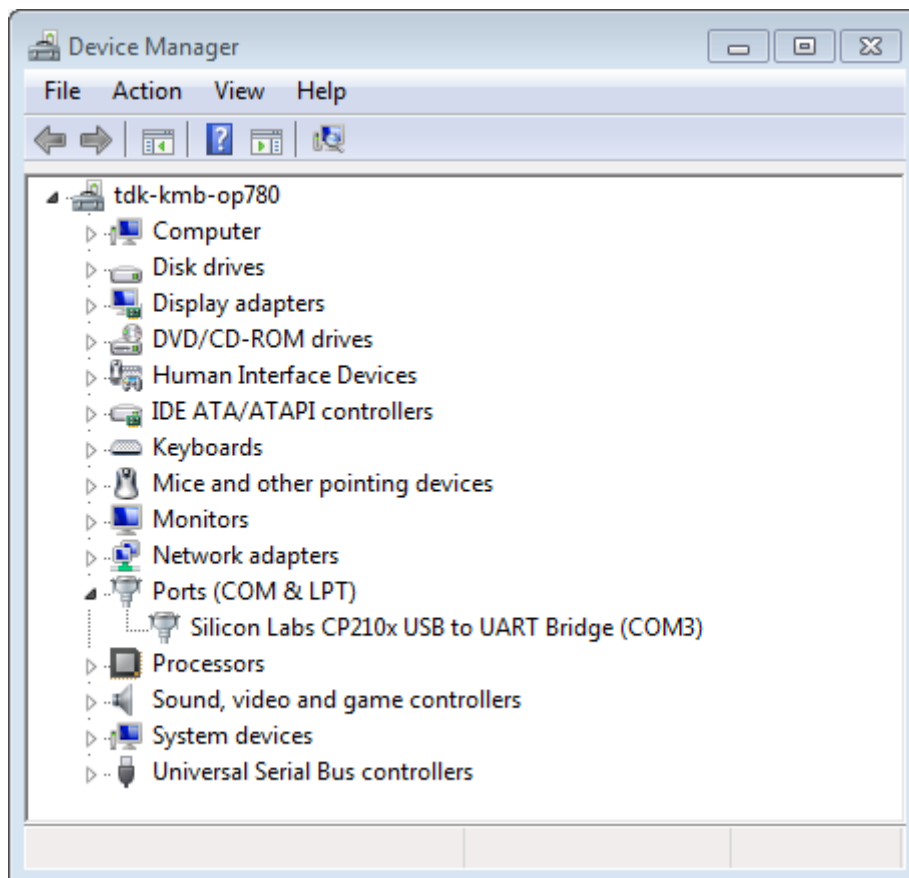 Device Manager
File Action View Help
?
tdk-kmb-op780
Computer
Disk drives
Display adapters
DVD/CD-ROM drives
Human Interface Devices
IDE ATA/ATAPI controllers
Keyboards
Mice and other pointing devices
Monitors
Network adapters
Ports (COM & LPT)
Silicon Labs CP210x USB to UART Bridge (COM3)
Processors
Sound, video and game controllers
System devices
Universal Serial Bus controllers